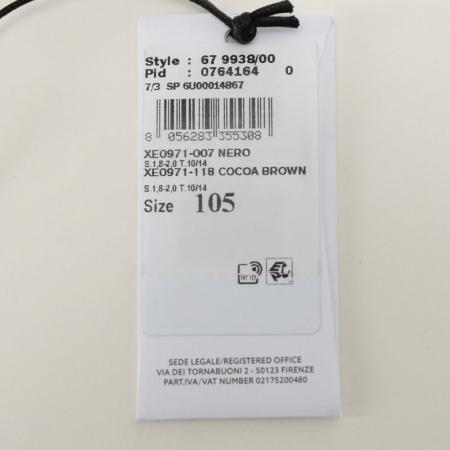 Style : 67 9938/00
Pid : 0764164 0
7/3 SP 6U00014867
8 056283 355308
XE0971-007 NERO
S.1,8-2,0 T.10/14
XE0971-118 COCOA BROWN
S.1,8-2,0 T.10/14
Size 105
RFID
SEDE LEGALE/REGISTERED OFFICE
VIA DEI TORNABUONI 2 - 50123 FIRENZE
PART.IVA/VAT NUMBER 02175200480